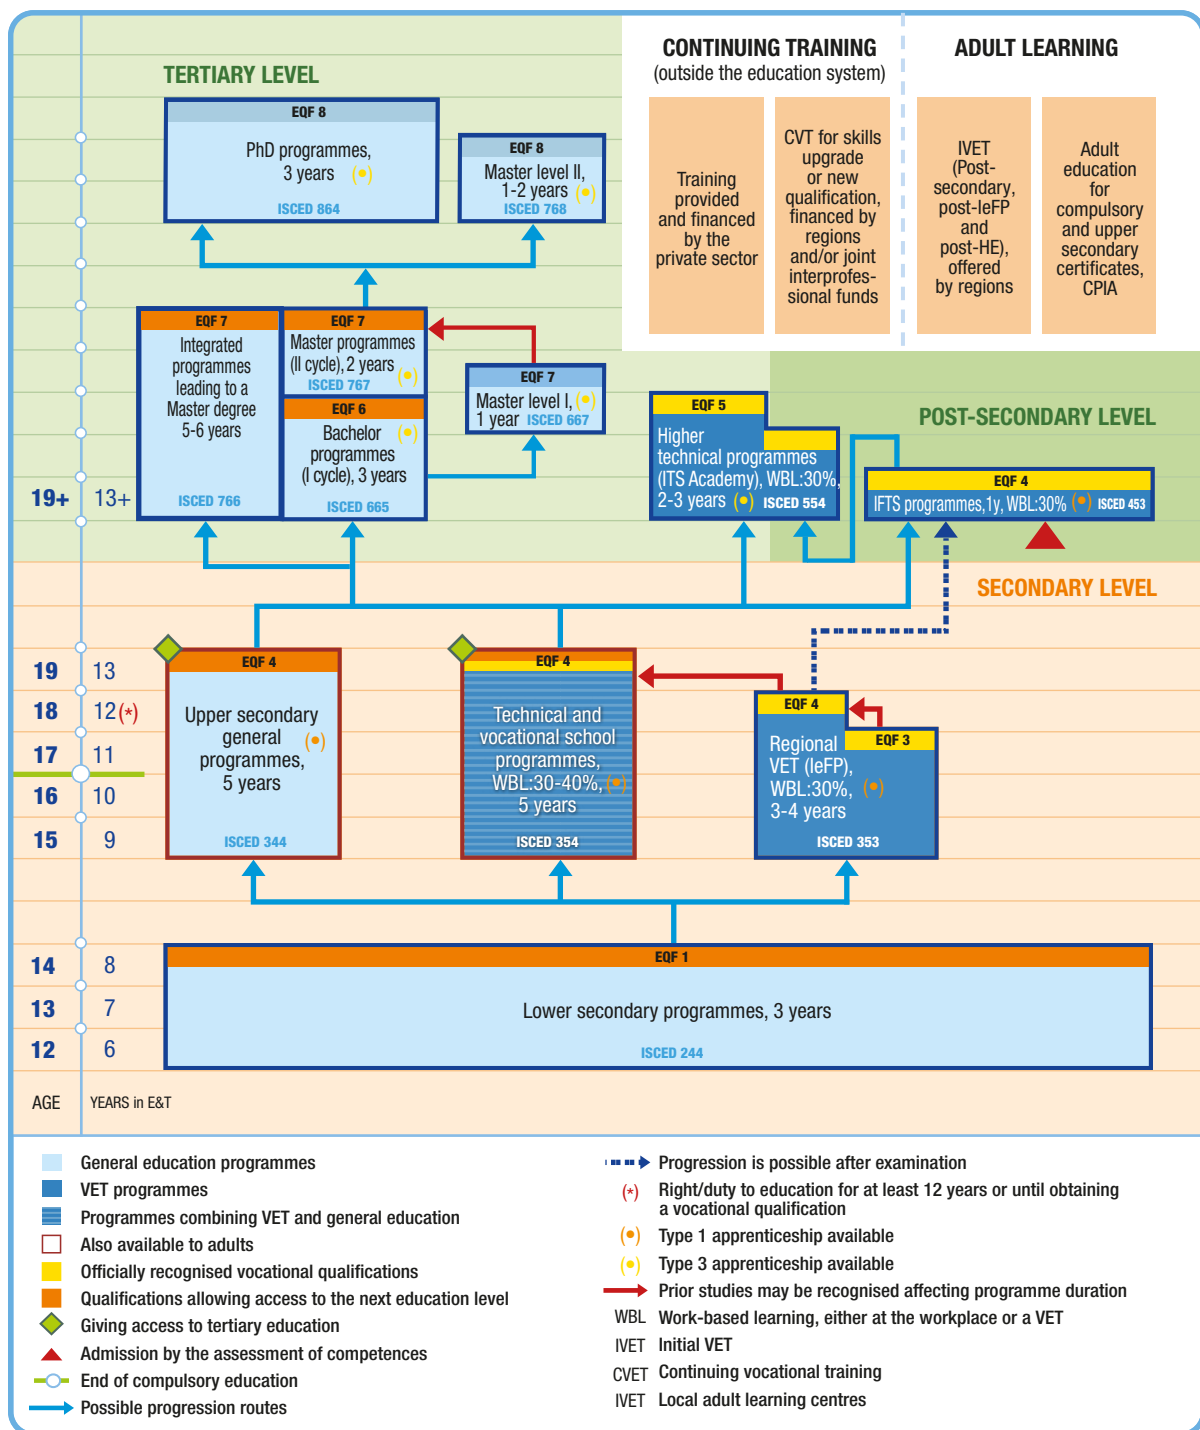 CONTINUING TRAINING
(outside the education system)
ADULT LEARNING
TERTIARY LEVEL
EQF 8
PhD programmes,
3 years (•)
ISCED 864
EQF 8
Master level II,
1-2 years (•)
ISCED 768
Training
provided
and financed
by the
private sector
CVT for skills
upgrade
or new
qualification,
financed by
regions
and/or joint
interprofes-
sional funds
IVET
(Post-
secondary,
post-IeFP
and
post-HE),
offered
by regions
Adult
education
for
compulsory
and upper
secondary
certificates,
CPIA
EQF 7
Integrated
programmes
leading to a
Master degree
5-6 years
ISCED 766
EQF 7
Master programmes
(II cycle), 2 years (•)
ISCED 767
EQF 6
Bachelor (•)
programmes
(I cycle), 3 years
ISCED 665
EQF 7
Master level I, (•)
1 year ISCED 667
EQF 5
Higher
technical programmes
(ITS Academy), WBL:30%,
2-3 years (•) ISCED 554
POST-SECONDARY LEVEL
EQF 4
IFTS programmes,1y, WBL:30% (•) ISCED 453
19+ 13+
SECONDARY LEVEL
EQF 4
Upper secondary
general (•)
programmes,
5 years
ISCED 344
EQF 4
Technical and
vocational school
programmes,
WBL:30-40%, (•)
5 years
ISCED 354
EQF 4
EQF 3
Regional
VET (IeFP),
WBL:30%, (•)
3-4 years
ISCED 353
19 13
18 12(*)
17 11
16 10
15 9
EQF 1
Lower secondary programmes, 3 years
ISCED 244
14 8
13 7
12 6
AGE YEARS in E&T
General education programmes
VET programmes
Programmes combining VET and general education
Also available to adults
Officially recognised vocational qualifications
Qualifications allowing access to the next education level
Giving access to tertiary education
Admission by the assessment of competences
End of compulsory education
Possible progression routes
Progression is possible after examination
(*) Right/duty to education for at least 12 years or until obtaining
a vocational qualification
(•) Type 1 apprenticeship available
(•) Type 3 apprenticeship available
Prior studies may be recognised affecting programme duration
WBL Work-based learning, either at the workplace or a VET
IVET Initial VET
CVET Continuing vocational training
IVET Local adult learning centres